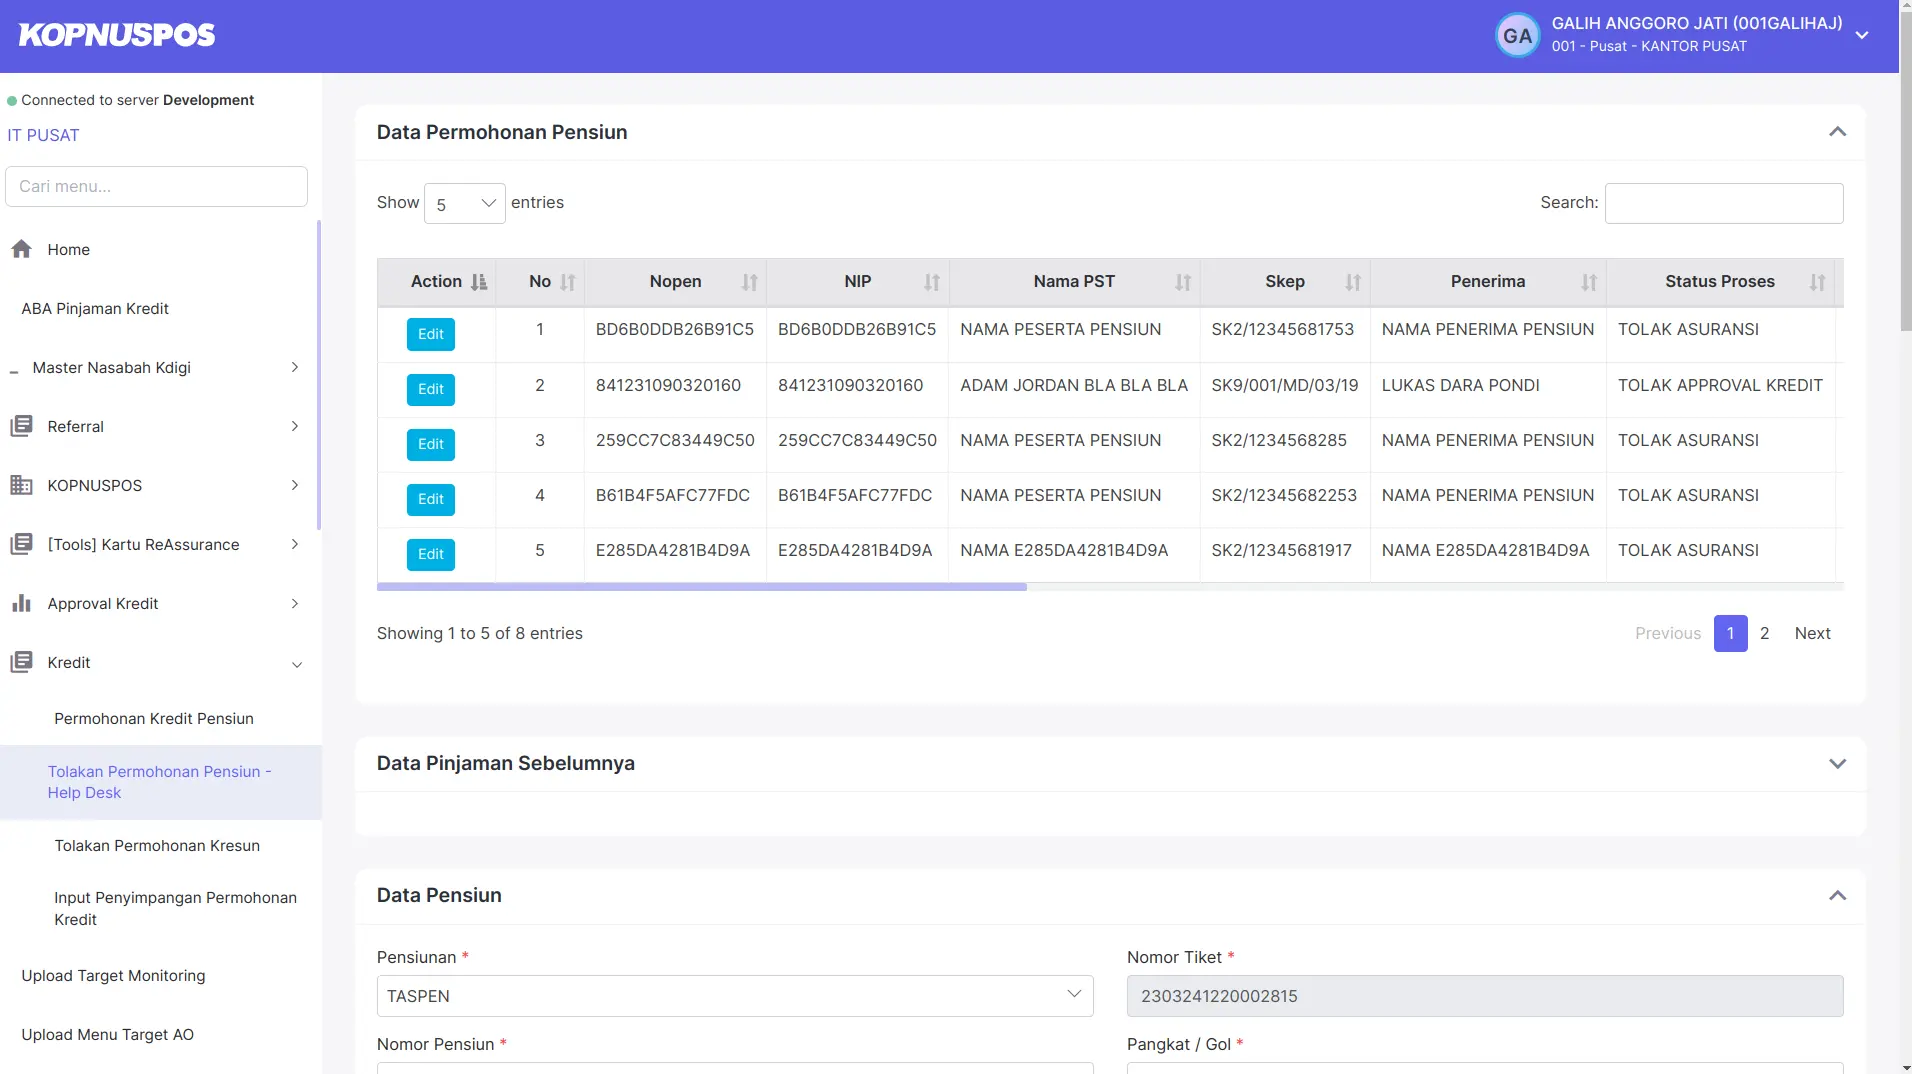 KOPNUSPOS
GA
GALIH ANGGORO JATI (001GALIHAJ)
001 - Pusat - KANTOR PUSAT
Connected to server Development
IT PUSAT
Cari menu...
Home
ABA Pinjaman Kredit
Master Nasabah Kdigi
Referral
KOPNUSPOS
[Tools] Kartu ReAssurance
Approval Kredit
Kredit
Permohonan Kredit Pensiun
Tolakan Permohonan Pensiun -
Help Desk
Tolakan Permohonan Kresun
Input Penyimpangan Permohonan
Kredit
Upload Target Monitoring
Upload Menu Target AO
Data Permohonan Pensiun
Show 5 entries
Search:
Action No Nopen NIP Nama PST Skep Penerima Status Proses
Edit 1 BD6B0DDB26B91C5 BD6B0DDB26B91C5 NAMA PESERTA PENSIUN SK2/12345681753 NAMA PENERIMA PENSIUN TOLAK ASURANSI
Edit 2 841231090320160 841231090320160 ADAM JORDAN BLA BLA BLA SK9/001/MD/03/19 LUKAS DARA PONDI TOLAK APPROVAL KREDIT
Edit 3 259CC7C83449C50 259CC7C83449C50 NAMA PESERTA PENSIUN SK2/1234568285 NAMA PENERIMA PENSIUN TOLAK ASURANSI
Edit 4 B61B4F5AFC77FDC B61B4F5AFC77FDC NAMA PESERTA PENSIUN SK2/12345682253 NAMA PENERIMA PENSIUN TOLAK ASURANSI
Edit 5 E285DA4281B4D9A E285DA4281B4D9A NAMA E285DA4281B4D9A SK2/12345681917 NAMA E285DA4281B4D9A TOLAK ASURANSI
Showing 1 to 5 of 8 entries
Previous 1 2 Next
Data Pinjaman Sebelumnya
Data Pensiun
Pensiunan *
Nomor Tiket *
TASPEN
2303241220002815
Nomor Pensiun *
Pangkat / Gol *